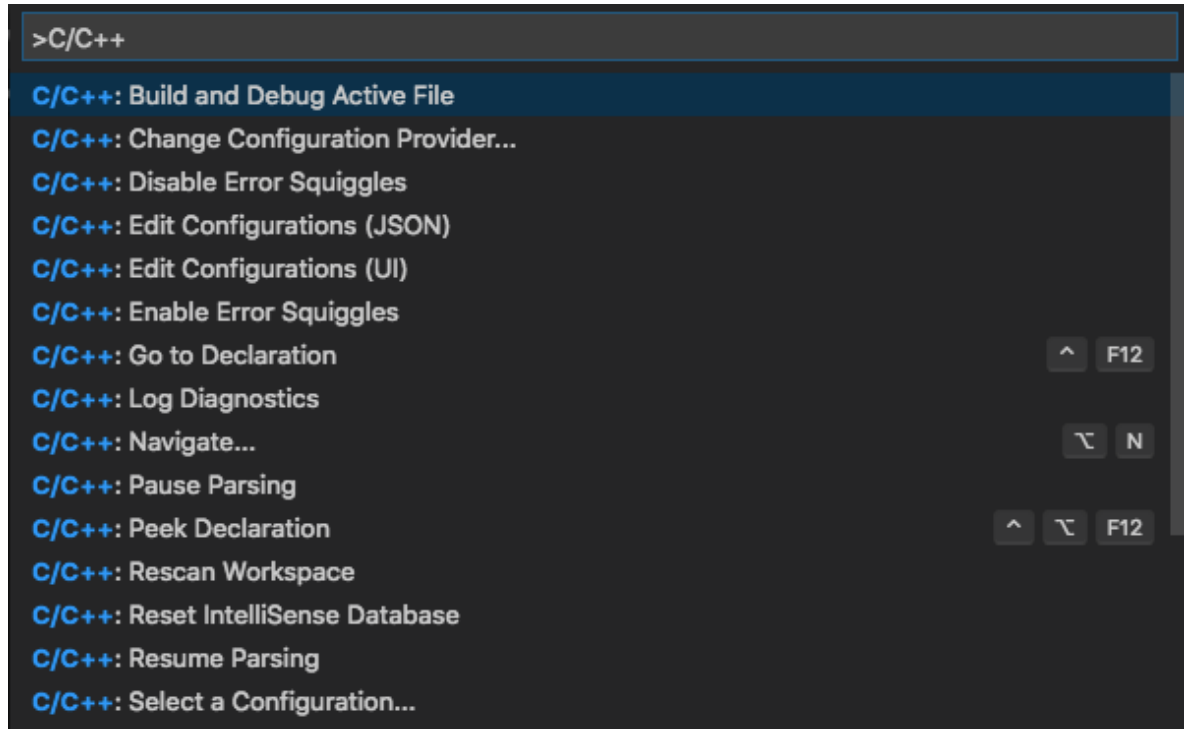 >C/C++
C/C++: Build and Debug Active File
C/C++: Change Configuration Provider...
C/C++: Disable Error Squiggles
C/C++: Edit Configurations (JSON)
C/C++: Edit Configurations (UI)
C/C++: Enable Error Squiggles
C/C++: Go to Declaration ^ F12
C/C++: Log Diagnostics
C/C++: Navigate... ⌥ N
C/C++: Pause Parsing
C/C++: Peek Declaration ^ ⌥ F12
C/C++: Rescan Workspace
C/C++: Reset IntelliSense Database
C/C++: Resume Parsing
C/C++: Select a Configuration...